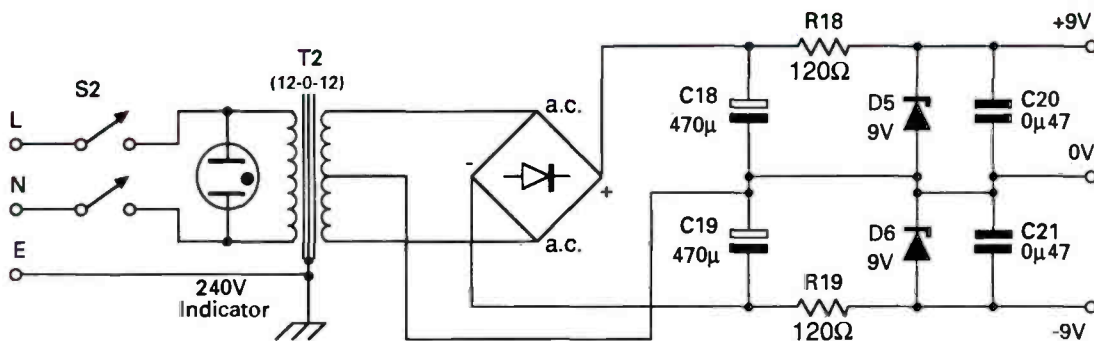 R18
+9V
120Ω
T2
(12-0-12)
S2
a.c.
L
C18
470μ
D5
9V
C20
0μ47
0V
N
-
+
E
a.c.
C19
470μ
D6
9V
C21
0μ47
240V
Indicator
R19
120Ω
-9V